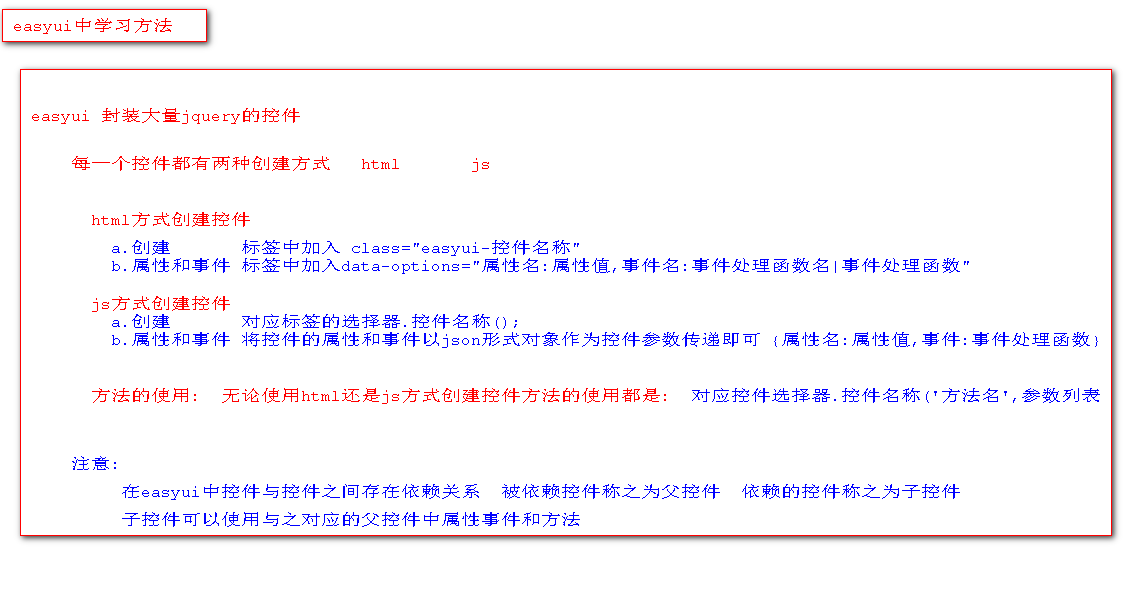 easyui中学习方法
easyui 封装大量jquery的控件
每一个控件都有两种创建方式 html js
html方式创建控件
a.创建 标签中加入 class="easyui-控件名称"
b.属性和事件 标签中加入data-options="属性名:属性值,事件名:事件处理函数名|事件处理函数"
js方式创建控件
a.创建 对应标签的选择器.控件名称();
b.属性和事件 将控件的属性和事件以json形式对象作为控件参数传递即可 {属性名:属性值,事件:事件处理函数}
方法的使用: 无论使用html还是js方式创建控件方法的使用都是: 对应控件选择器.控件名称('方法名',参数列表
注意:
在easyui中控件与控件之间存在依赖关系 被依赖控件称之为父控件 依赖的控件称之为子控件
子控件可以使用与之对应的父控件中属性事件和方法